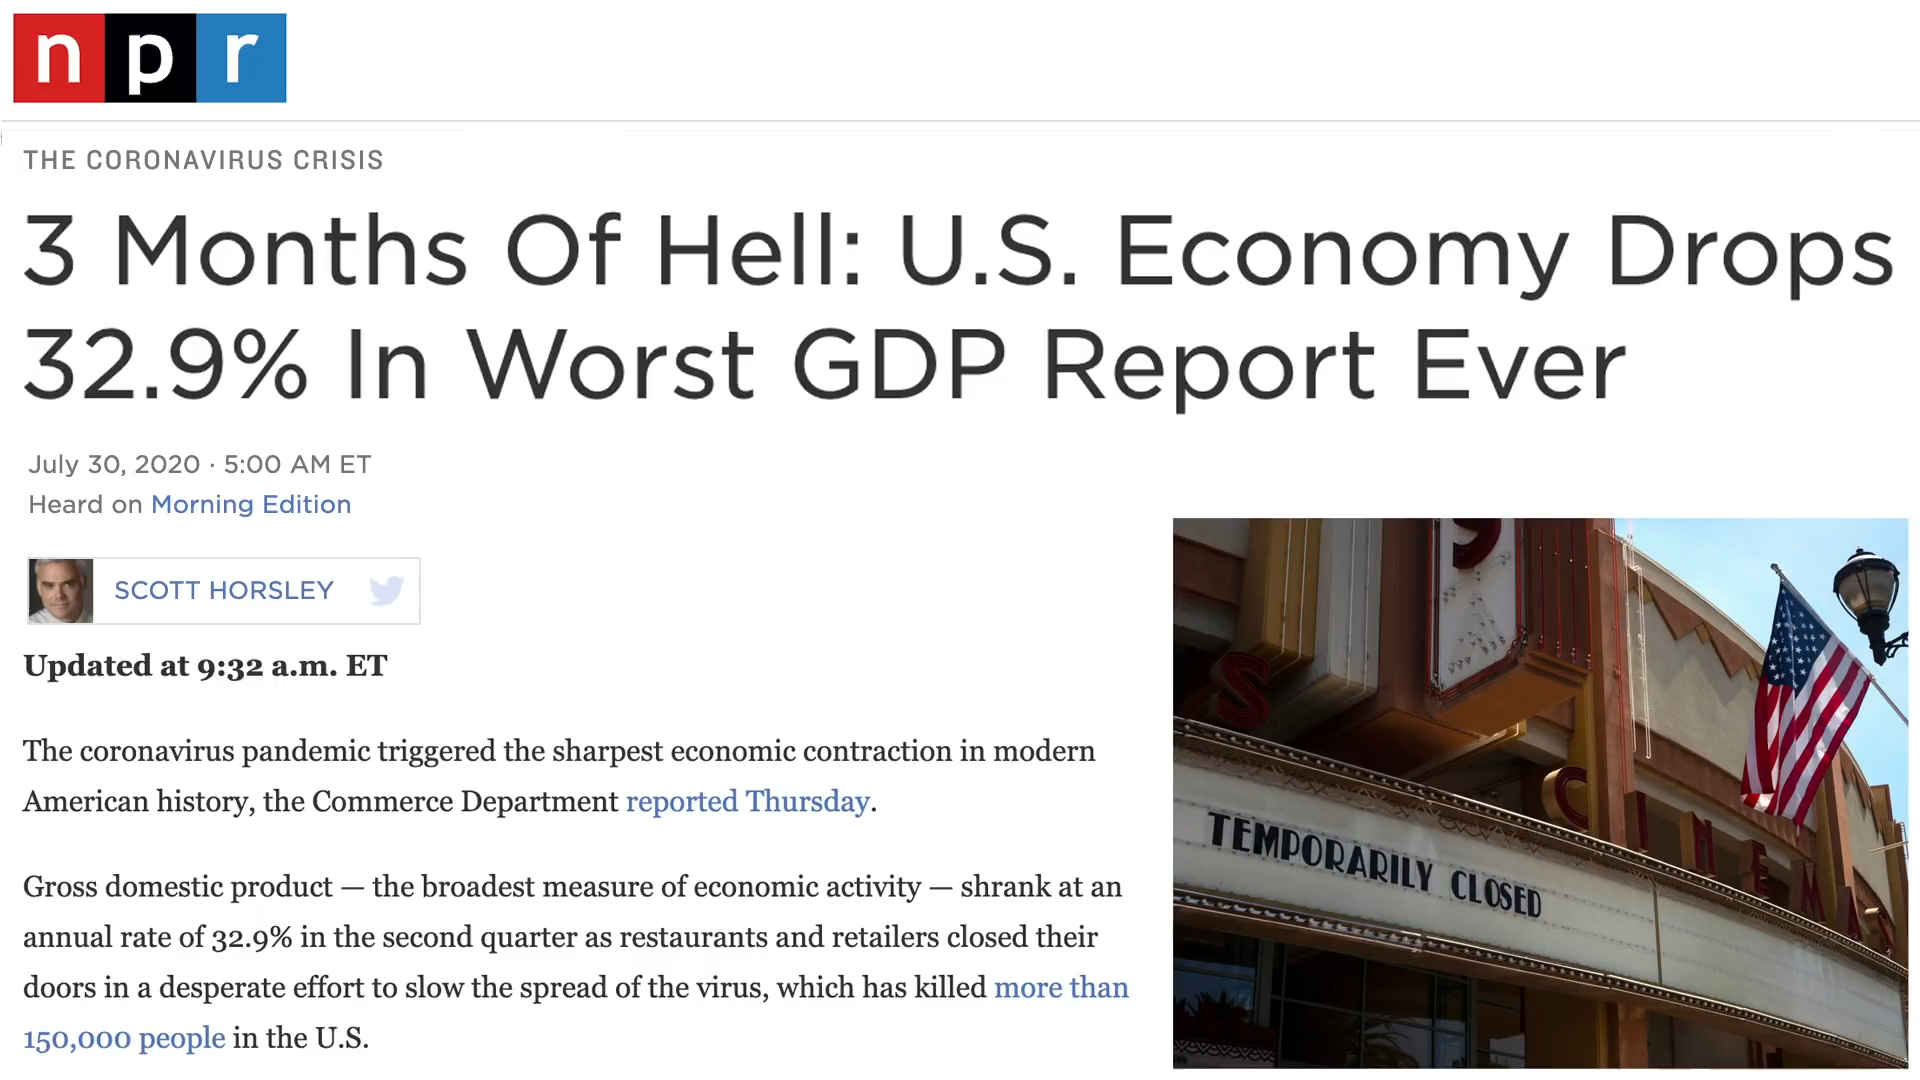 npr
THE CORONAVIRUS CRISIS
3 Months Of Hell: U.S. Economy Drops
32.9% In Worst GDP Report Ever
July 30, 2020 · 5:00 AM ET
Heard on Morning Edition
SCOTT HORSLEY
Updated at 9:32 a.m. ET
The coronavirus pandemic triggered the sharpest economic contraction in modern
American history, the Commerce Department reported Thursday.
Gross domestic product — the broadest measure of economic activity — shrank at an
annual rate of 32.9% in the second quarter as restaurants and retailers closed their
doors in a desperate effort to slow the spread of the virus, which has killed more than
150,000 people in the U.S.
S
CINEMAS
TEMPORARILY CLOSED